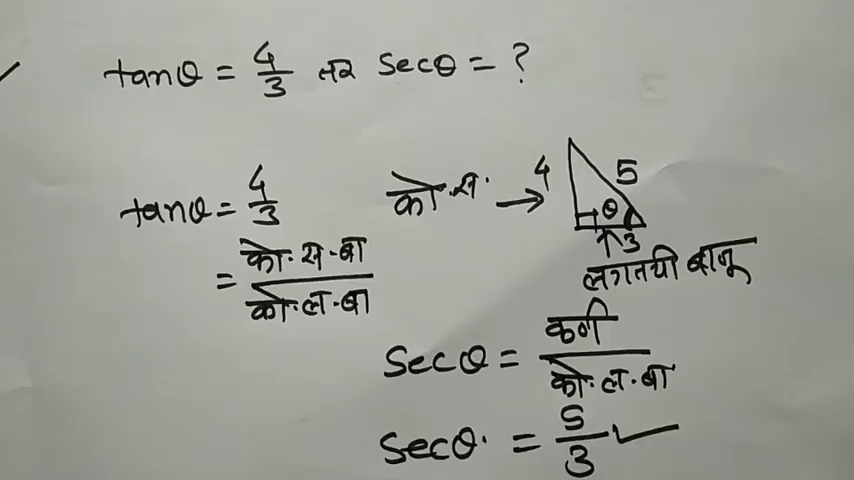 tanθ = 4/3 तर secθ = ?
tanθ = 4/3
= को.स.बा / को.ल.बा
को.स. → 4 5
θ
3
लगतची बाजू
secθ = कर्ण / को.ल.बा
secθ. = 5/3 ✓